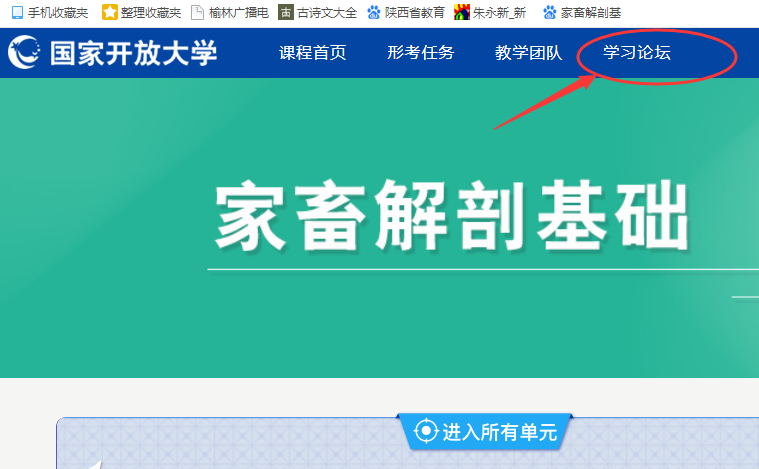 手机收藏夹 整理收藏夹 榆林广播电 古诗文大全 陕西省教育 朱永新_新 家畜解剖基
国家开放大学 课程首页 形考任务 教学团队 学习论坛
家畜解剖基础
进入所有单元